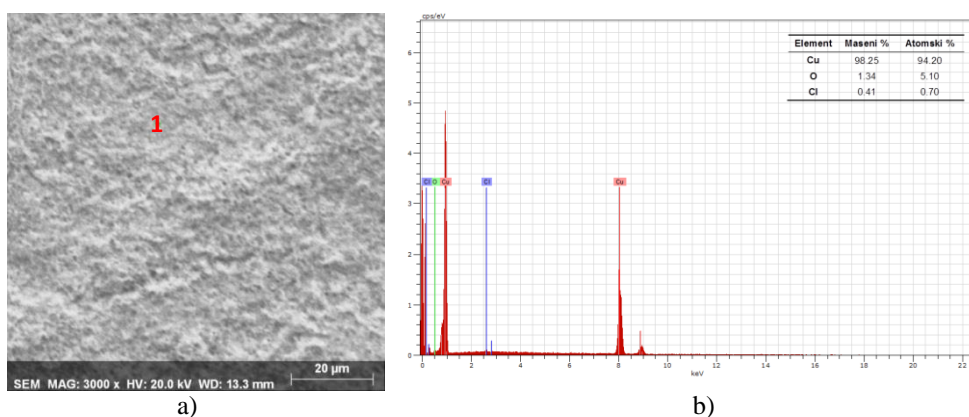 1
SEM MAG: 3000 x HV: 20.0 kV WD: 13.3 mm
20 µm
a)
cps/eV
6
5
4
3
2
1
0
Cl O Cu Cl Cu
0 2 4 6 8 10 12 14 16 18 20 22
keV
Element Maseni % Atomski %
Cu 98.25 94.20
O 1.34 5.10
Cl 0.41 0.70
b)